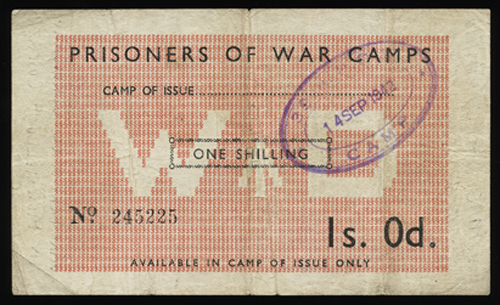 PRISONERS OF WAR CAMPS
CAMP OF ISSUE
14 SEP 1942
CAMP
ONE SHILLING
No 245225
1s. 0d.
AVAILABLE IN CAMP OF ISSUE ONLY